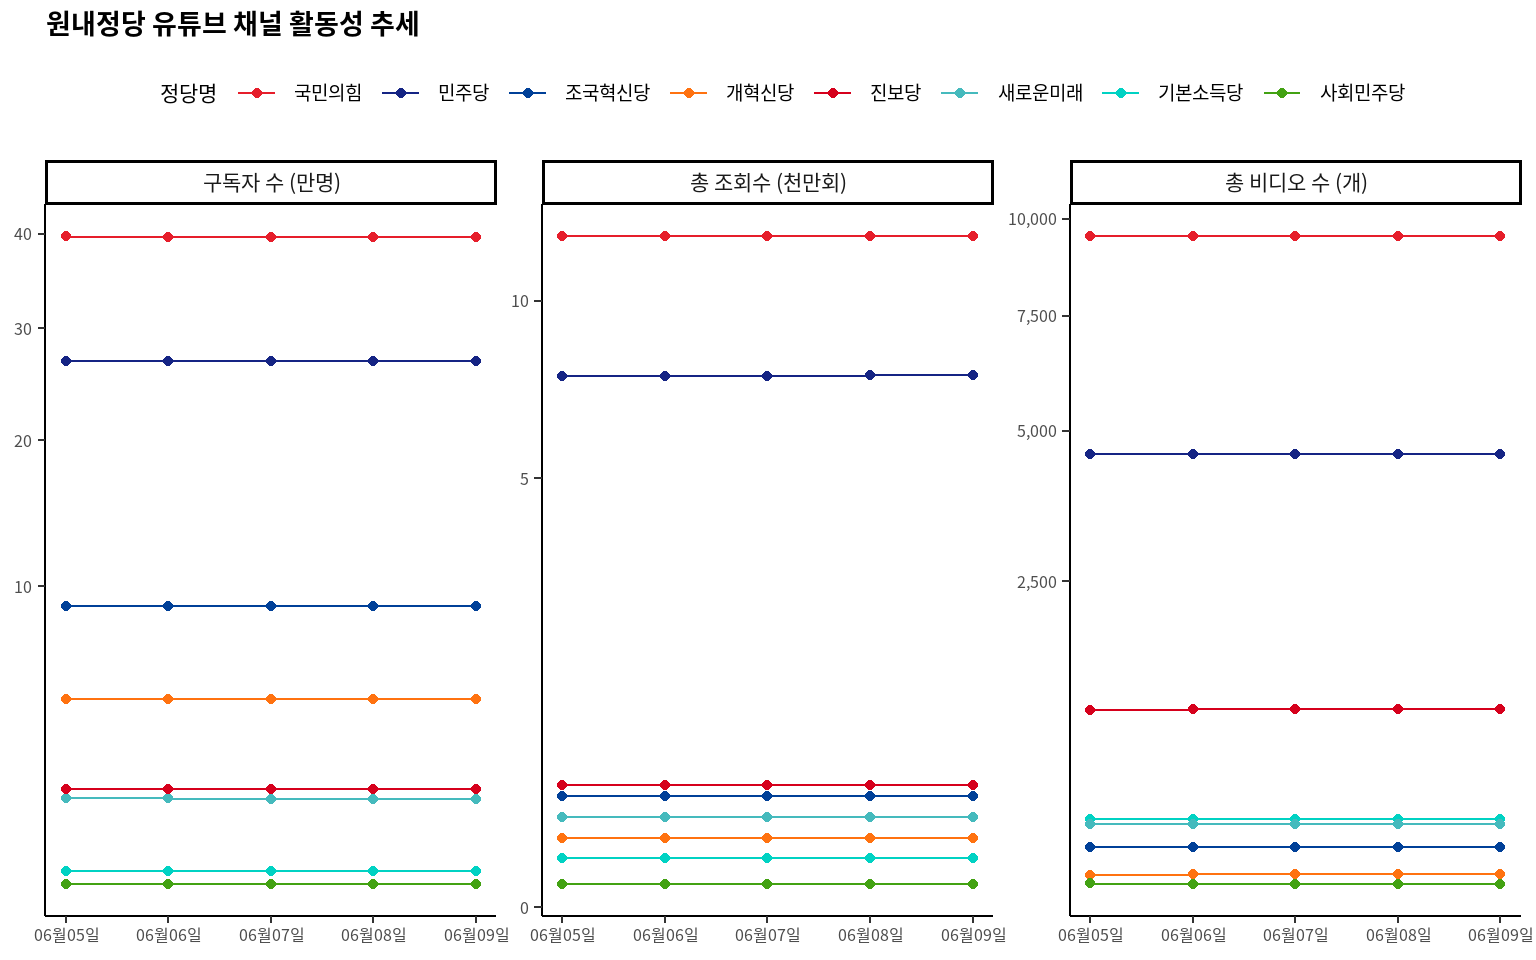 원내정당 유튜브 채널 활동성 추세
정당명 국민의힘 민주당 조국혁신당 개혁신당 진보당 새로운미래 기본소득당 사회민주당
구독자 수 (만명)
40
30
20
10
06월05일 06월06일 06월07일 06월08일 06월09일
총 조회수 (천만회)
10
5
0
06월05일 06월06일 06월07일 06월08일 06월09일
총 비디오 수 (개)
10,000
7,500
5,000
2,500
06월05일 06월06일 06월07일 06월08일 06월09일